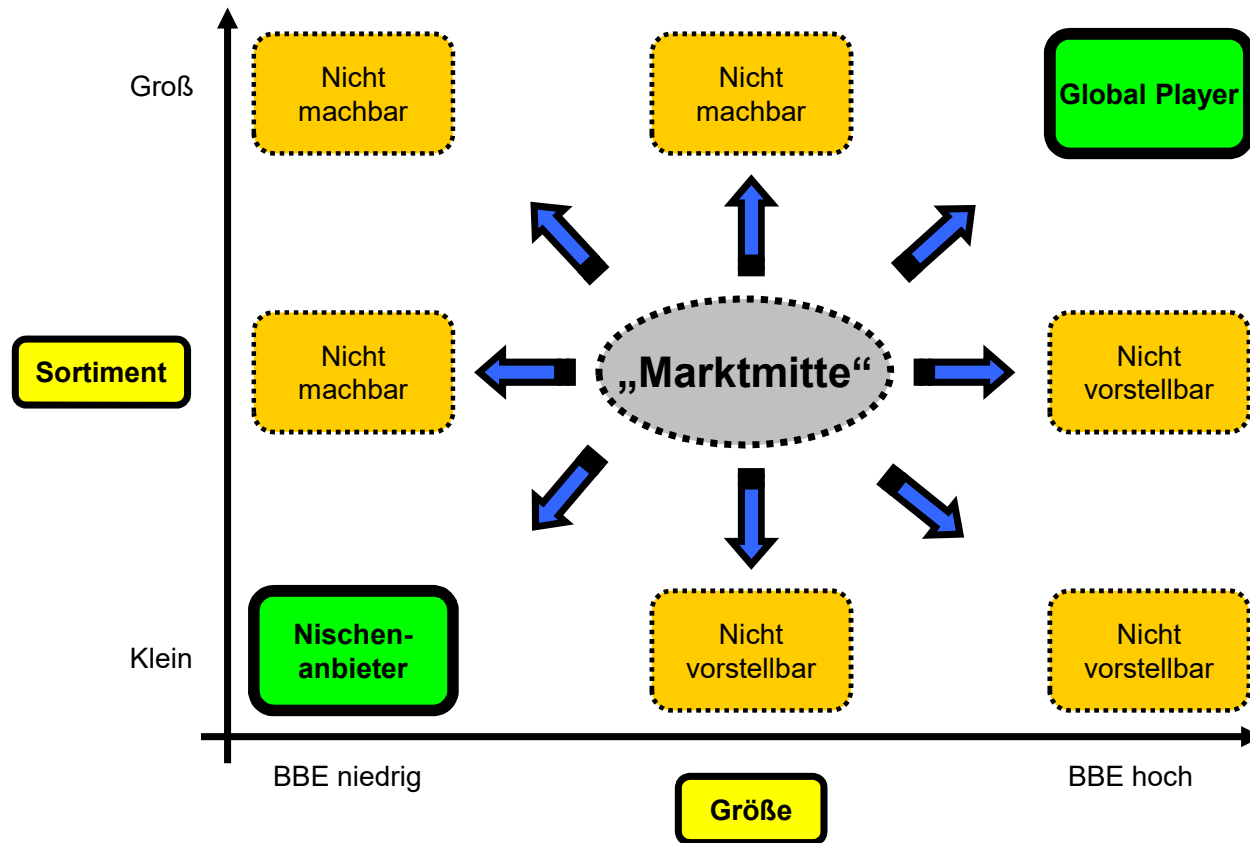 Groß
Nicht
machbar
Nicht
machbar
Global Player
Sortiment
Nicht
machbar
„Marktmitte“
Nicht
vorstellbar
Klein
Nischen-
anbieter
Nicht
vorstellbar
Nicht
vorstellbar
BBE niedrig
Größe
BBE hoch